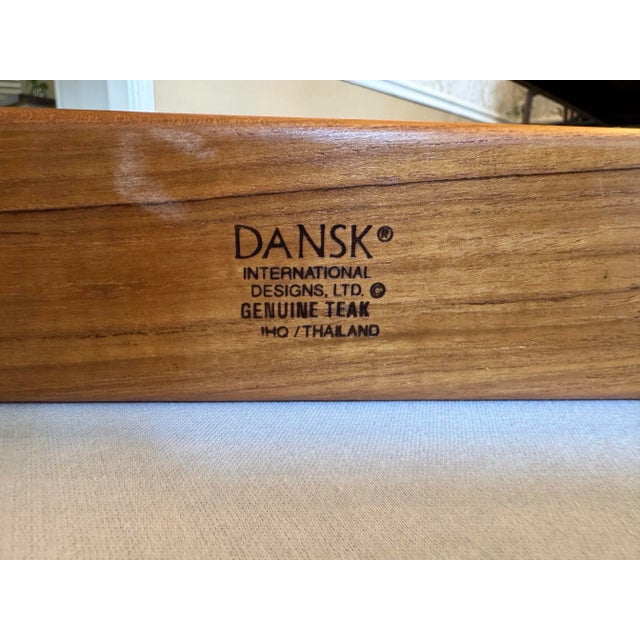 DANSK®
INTERNATIONAL
DESIGNS, LTD. ©
GENUINE TEAK
IHQ / THAILAND